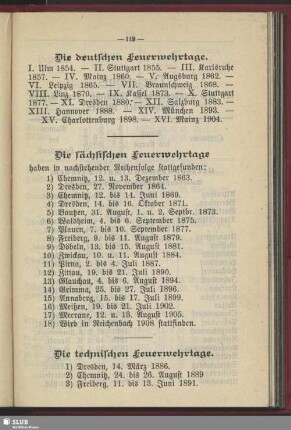 — 119 —
Die deutschen Feuerwehrtage.
I. Ulm 1854. — II. Stuttgart 1855. — III. Karlsruhe
1857. — IV. Mainz 1860. — V. Augsburg 1862. —
VI. Leipzig 1865. — VII. Braunschweig 1868. —
VIII. Linz 1870. — IX. Kassel 1873. — X. Stuttgart
1877. — XI. Dresden 1880. — XII. Salzburg 1883. —
XIII. Hannover 1888. — XIV. München 1893. —
XV. Charlottenburg 1898. — XVI. Mainz 1904.
Die sächsischen Feuerwehrtage
haben in nachstehender Reihenfolge stattgefunden:
1) Chemnitz, 12. u. 13. Dezember 1863.
2) Dresden, 27. November 1864.
3) Chemnitz, 12. bis 14. Juni 1869.
4) Dresden, 14. bis 16. Oktober 1871.
5) Bautzen, 31. August, 1. u. 2. Septbr. 1873.
6) Waldheim, 4. bis 6. September 1875.
7) Plauen, 7. bis 10. September 1877.
8) Freiberg, 9. bis 11. August 1879.
9) Döbeln, 13. bis 15. August 1881.
10) Zwickau, 10. u. 11. August 1884.
11) Pirna, 2. bis 4. Juli 1887.
12) Zittau, 19. bis 21. Juli 1890.
13) Glauchau, 4. bis 6. August 1894.
14) Grimma, 25. bis 27. Juli 1896.
15) Annaberg, 15. bis 17. Juli 1899.
16) Meißen, 19. bis 21. Juli 1902.
17) Meerane, 12. u. 13. August 1905.
18) Wird in Reichenbach 1908 stattfinden.
Die technischen Feuerwehrtage.
1) Dresden, 14. März 1886.
2) Chemnitz, 24. bis 26. August 1889
3) Freiberg, 11. bis 13. Juni 1891.
SLUB